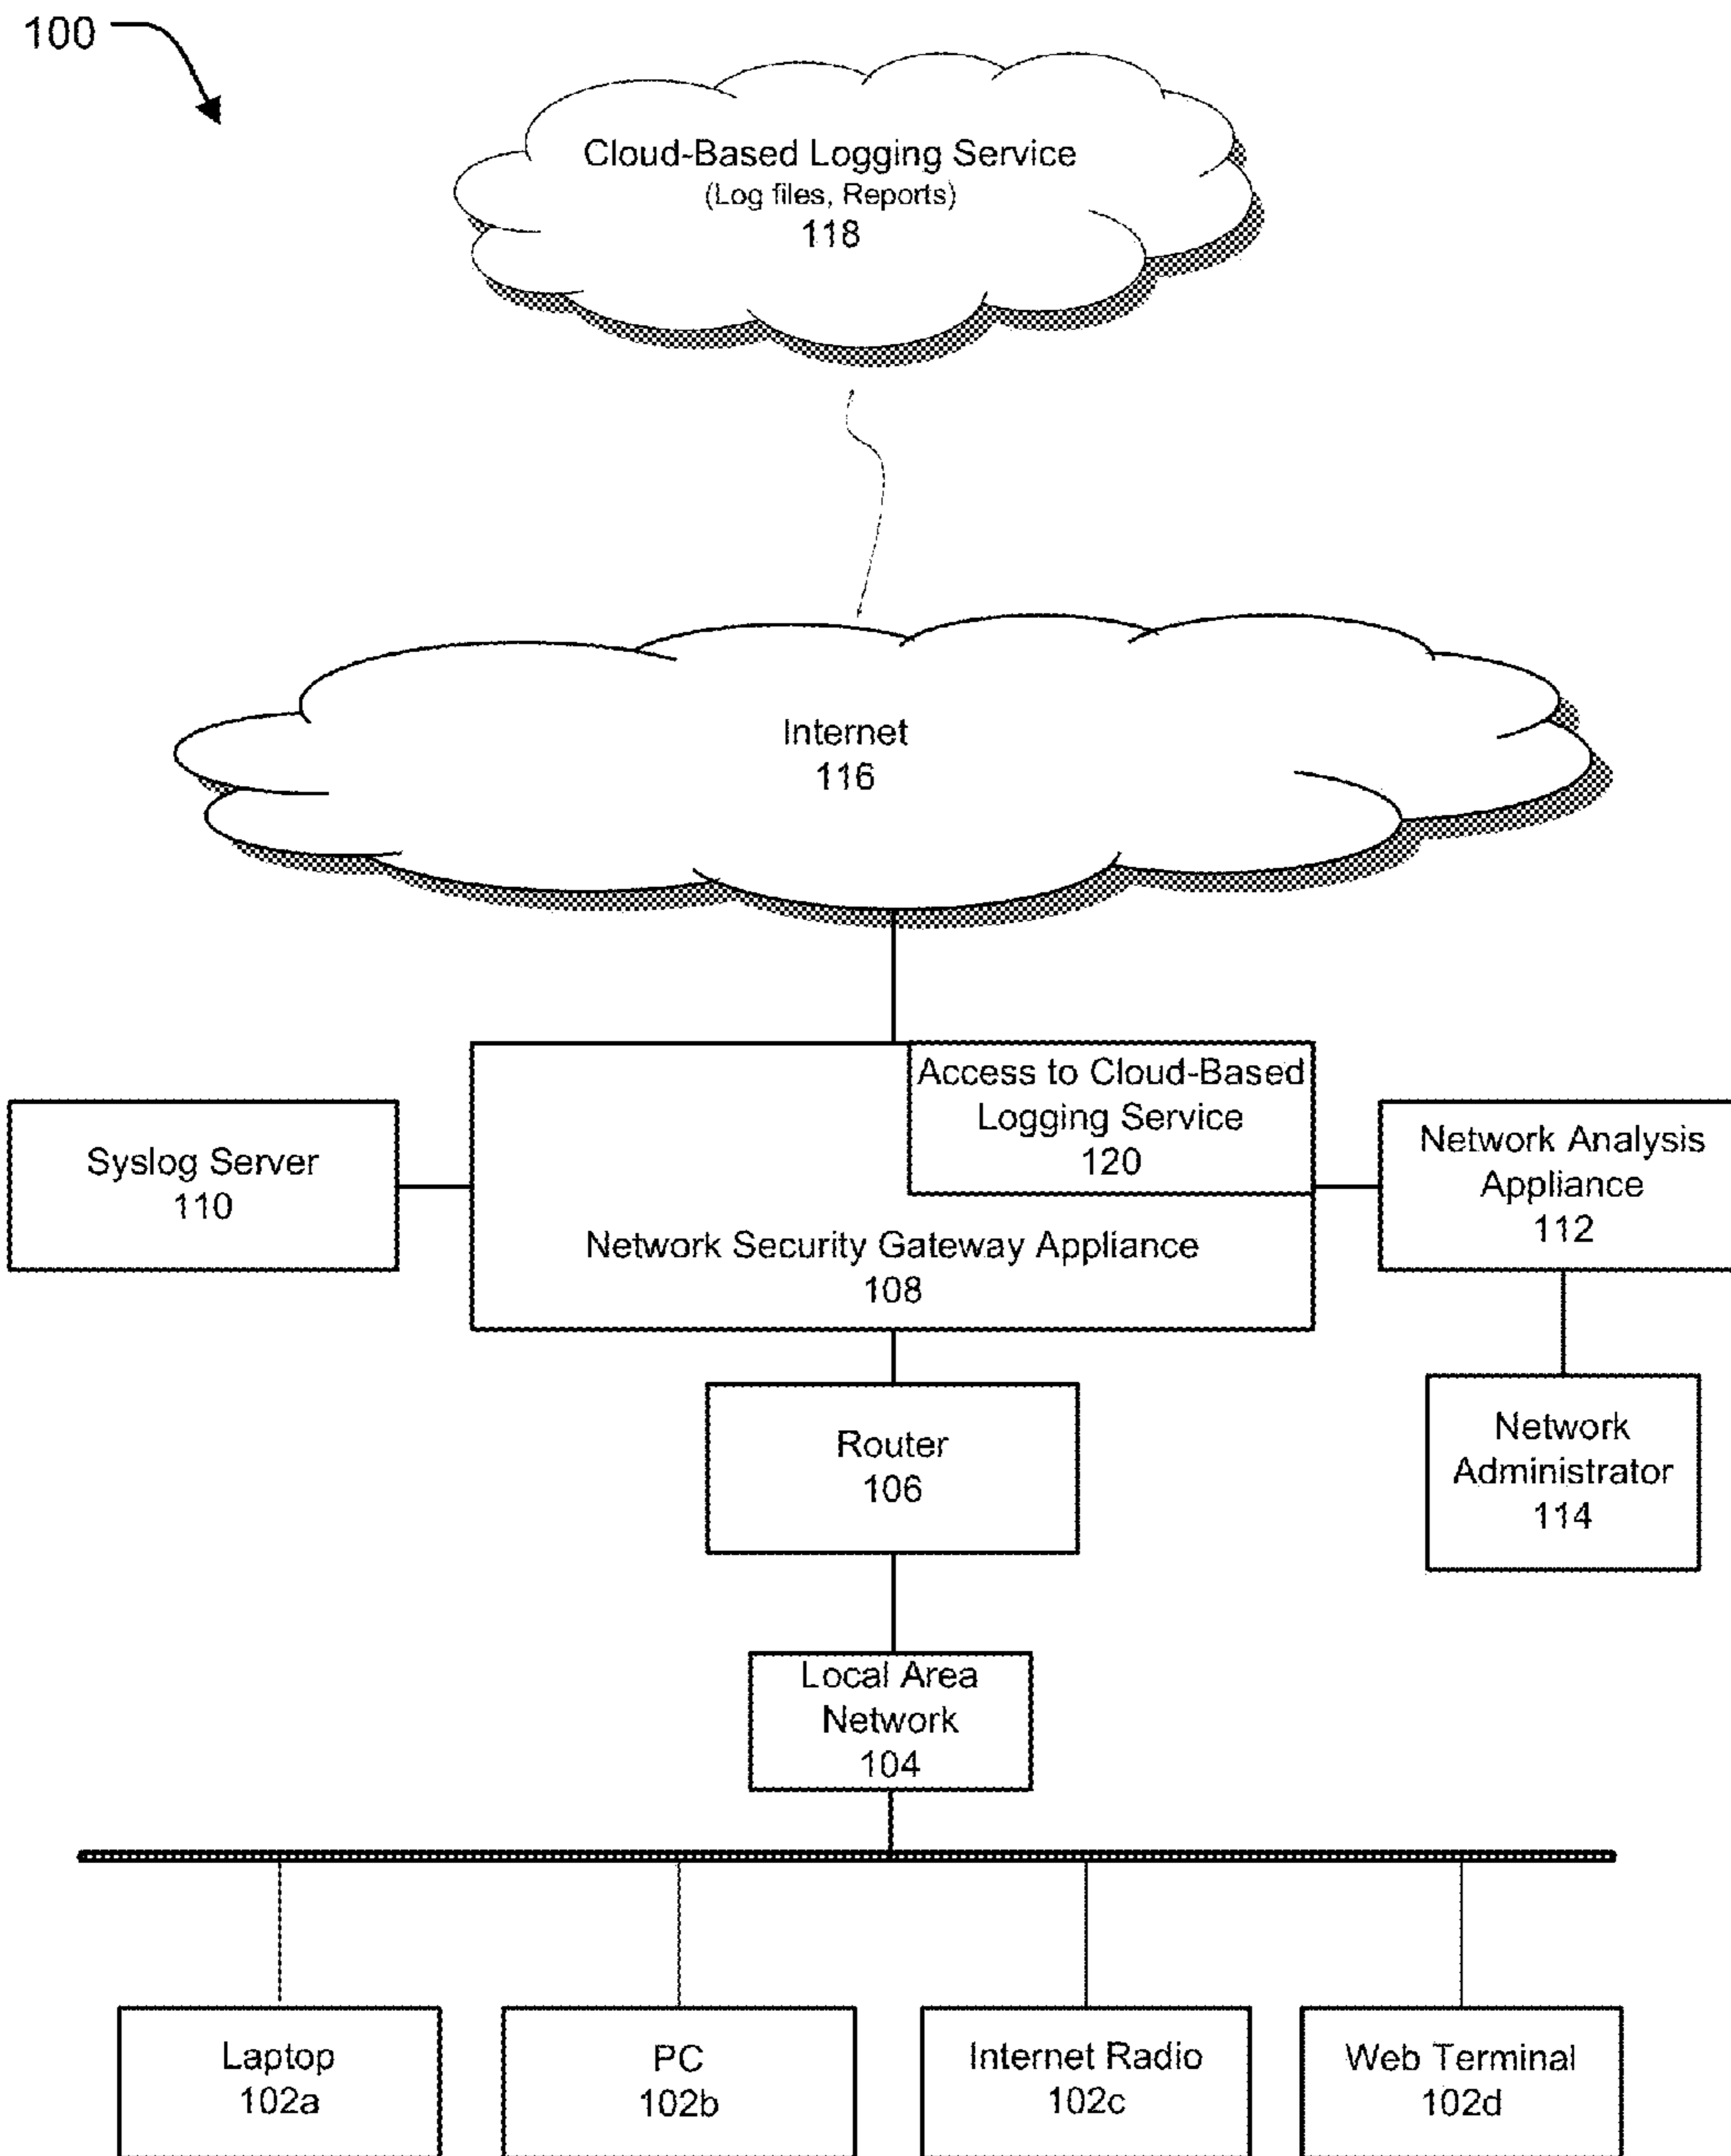 100
Cloud-Based Logging Service
(Log files, Reports)
118
Internet
116
Access to Cloud-Based
Logging Service
120
Syslog Server
110
Network Security Gateway Appliance
108
Network Analysis
Appliance
112
Router
106
Network
Administrator
114
Local Area
Network
104
Laptop
102a
PC
102b
Internet Radio
102c
Web Terminal
102d